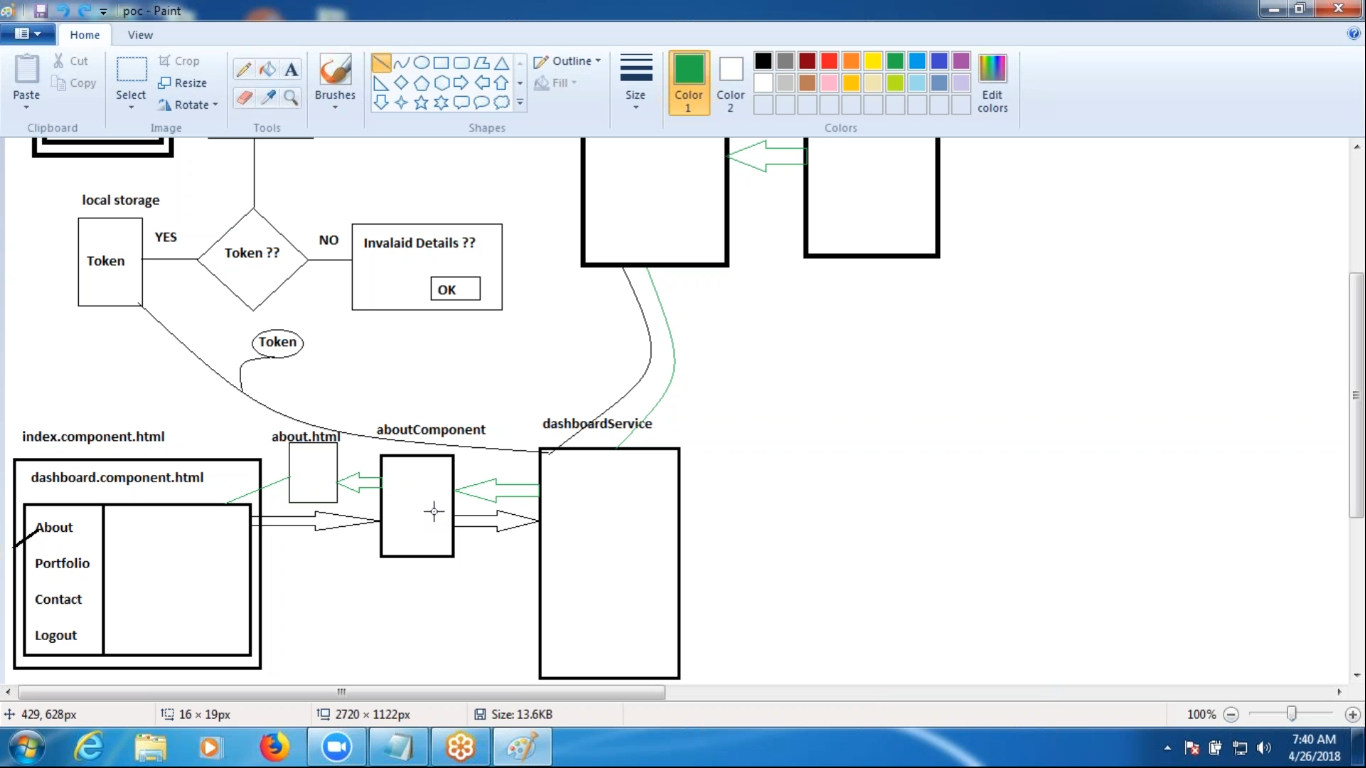 poc - Paint
Home
View
Cut
Copy
Paste
Clipboard
Crop
Resize
Rotate
Select
Image
Tools
Brushes
Outline
Fill
Shapes
Size
Color 1
Color 2
Edit colors
Colors
local storage
Token
YES
Token ??
NO
Invalaid Details ??
OK
Token
index.component.html
about.html
aboutComponent
dashboardService
dashboard.component.html
About
Portfolio
Contact
Logout
429, 628px
16 × 19px
2720 × 1122px
Size: 13.6KB
100%
7:40 AM
4/26/2018